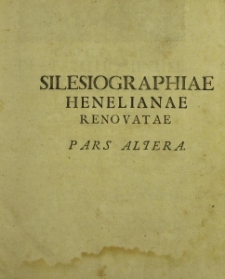 SILESIOGRAPHIAE
HENELIANAE
RENOVATAE
PARS ALTERA.